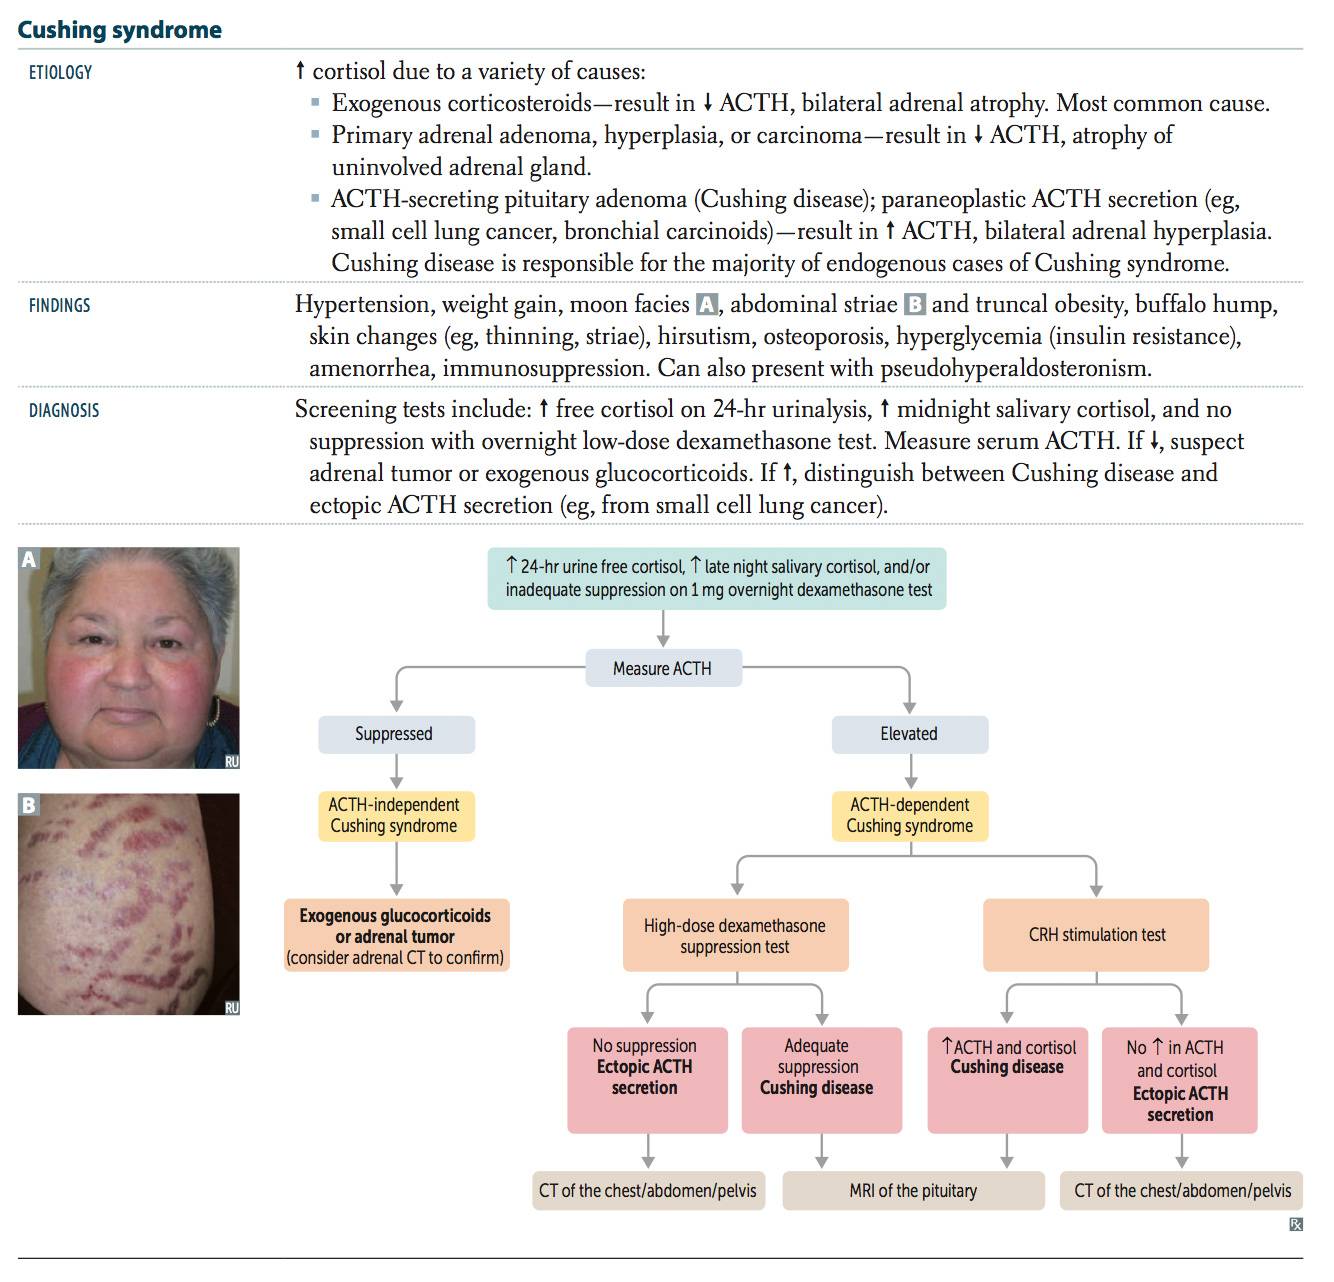 Cushing syndrome
ETIOLOGY
↑ cortisol due to a variety of causes:
▪ Exogenous corticosteroids—result in ↓ ACTH, bilateral adrenal atrophy. Most common cause.
▪ Primary adrenal adenoma, hyperplasia, or carcinoma—result in ↓ ACTH, atrophy of
uninvolved adrenal gland.
▪ ACTH-secreting pituitary adenoma (Cushing disease); paraneoplastic ACTH secretion (eg,
small cell lung cancer, bronchial carcinoids)—result in ↑ ACTH, bilateral adrenal hyperplasia.
Cushing disease is responsible for the majority of endogenous cases of Cushing syndrome.
FINDINGS
Hypertension, weight gain, moon facies A, abdominal striae B and truncal obesity, buffalo hump,
skin changes (eg, thinning, striae), hirsutism, osteoporosis, hyperglycemia (insulin resistance),
amenorrhea, immunosuppression. Can also present with pseudohyperaldosteronism.
DIAGNOSIS
Screening tests include: ↑ free cortisol on 24-hr urinalysis, ↑ midnight salivary cortisol, and no
suppression with overnight low-dose dexamethasone test. Measure serum ACTH. If ↓, suspect
adrenal tumor or exogenous glucocorticoids. If ↑, distinguish between Cushing disease and
ectopic ACTH secretion (eg, from small cell lung cancer).
A
RU
B
RU
↑ 24-hr urine free cortisol, ↑ late night salivary cortisol, and/or
inadequate suppression on 1 mg overnight dexamethasone test
Measure ACTH
Suppressed
Elevated
ACTH-independent
Cushing syndrome
ACTH-dependent
Cushing syndrome
Exogenous glucocorticoids
or adrenal tumor
(consider adrenal CT to confirm)
High-dose dexamethasone
suppression test
CRH stimulation test
No suppression
Ectopic ACTH
secretion
Adequate
suppression
Cushing disease
↑ ACTH and cortisol
Cushing disease
No ↑ in ACTH
and cortisol
Ectopic ACTH
secretion
CT of the chest/abdomen/pelvis
MRI of the pituitary
CT of the chest/abdomen/pelvis
℞